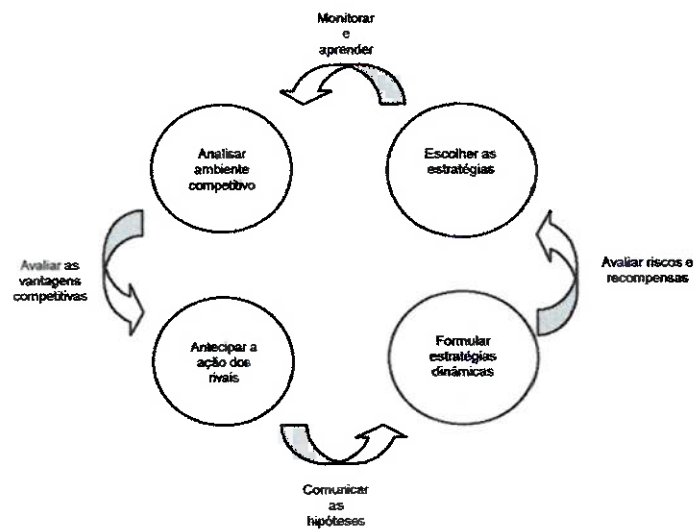 Monitorar
e
aprender
Analisar
ambiente
competitivo
Escolher as
estratégias
Avaliar as
vantagens
competitivas
Avaliar riscos e
recompensas
Antecipar a
ação dos
rivais
Formular
estratégias
dinâmicas
Comunicar
as
hipóteses